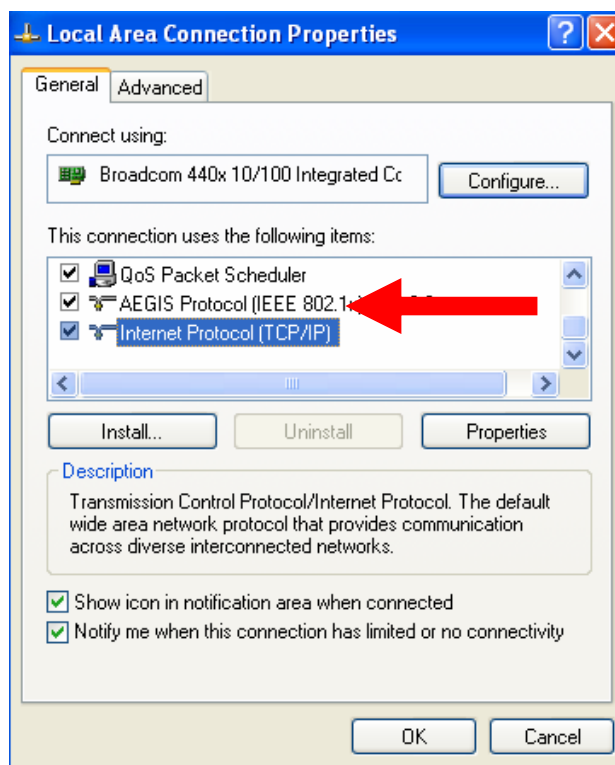 Local Area Connection Properties
General
Advanced
Connect using:
Broadcom 440x 10/100 Integrated Cc
Configure...
This connection uses the following items:
QoS Packet Scheduler
AEGIS Protocol (IEEE 802.1x)
Internet Protocol (TCP/IP)
Install...
Uninstall
Properties
Description
Transmission Control Protocol/Internet Protocol. The default
wide area network protocol that provides communication
across diverse interconnected networks.
Show icon in notification area when connected
Notify me when this connection has limited or no connectivity
OK
Cancel